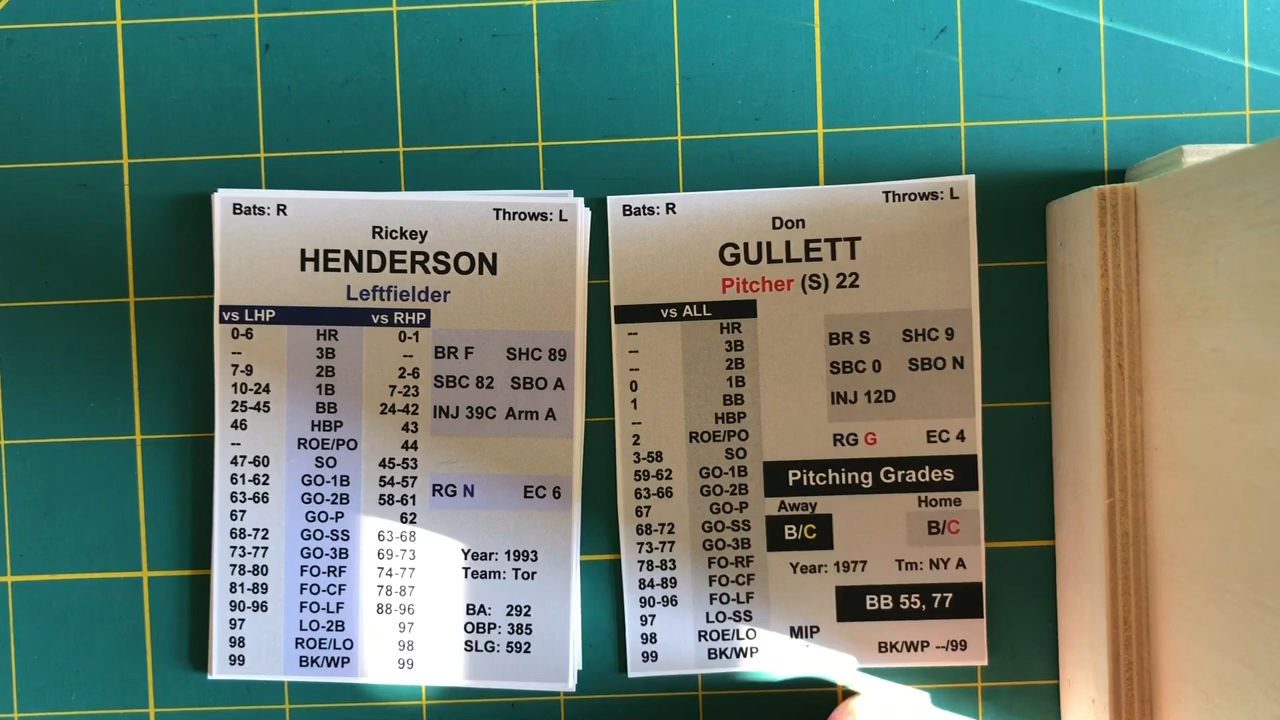 Bats: R Throws: L
Rickey
HENDERSON
Leftfielder
vs LHP vs RHP
0-6 HR 0-1
-- 3B --
7-9 2B 2-6
10-24 1B 7-23
25-45 BB 24-42
46 HBP 43
-- ROE/PO 44
47-60 SO 45-53
61-62 GO-1B 54-57
63-66 GO-2B 58-61
67 GO-P 62
68-72 GO-SS 63-68
73-77 GO-3B 69-73
78-80 FO-RF 74-77
81-89 FO-CF 78-87
90-96 FO-LF 88-96
97 LO-2B 97
98 ROE/LO 98
99 BK/WP 99
BR F SHC 89
SBC 82 SBO A
INJ 39C Arm A
RG N EC 6
Year: 1993
Team: Tor
BA: 292
OBP: 385
SLG: 592
Bats: R Throws: L
Don
GULLETT
Pitcher (S) 22
vs ALL
-- HR
-- 3B
-- 2B
0 1B
1 BB
-- HBP
2 ROE/PO
3-58 SO
59-62 GO-1B
63-66 GO-2B
67 GO-P
68-72 GO-SS
73-77 GO-3B
78-83 FO-RF
84-89 FO-CF
90-96 FO-LF
97 LO-SS
98 ROE/LO
99 BK/WP
BR S SHC 9
SBC 0 SBO N
INJ 12D
RG G EC 4
Pitching Grades
Away Home
B/C B/C
Year: 1977 Tm: NY A
BB 55, 77
MIP
BK/WP --/99